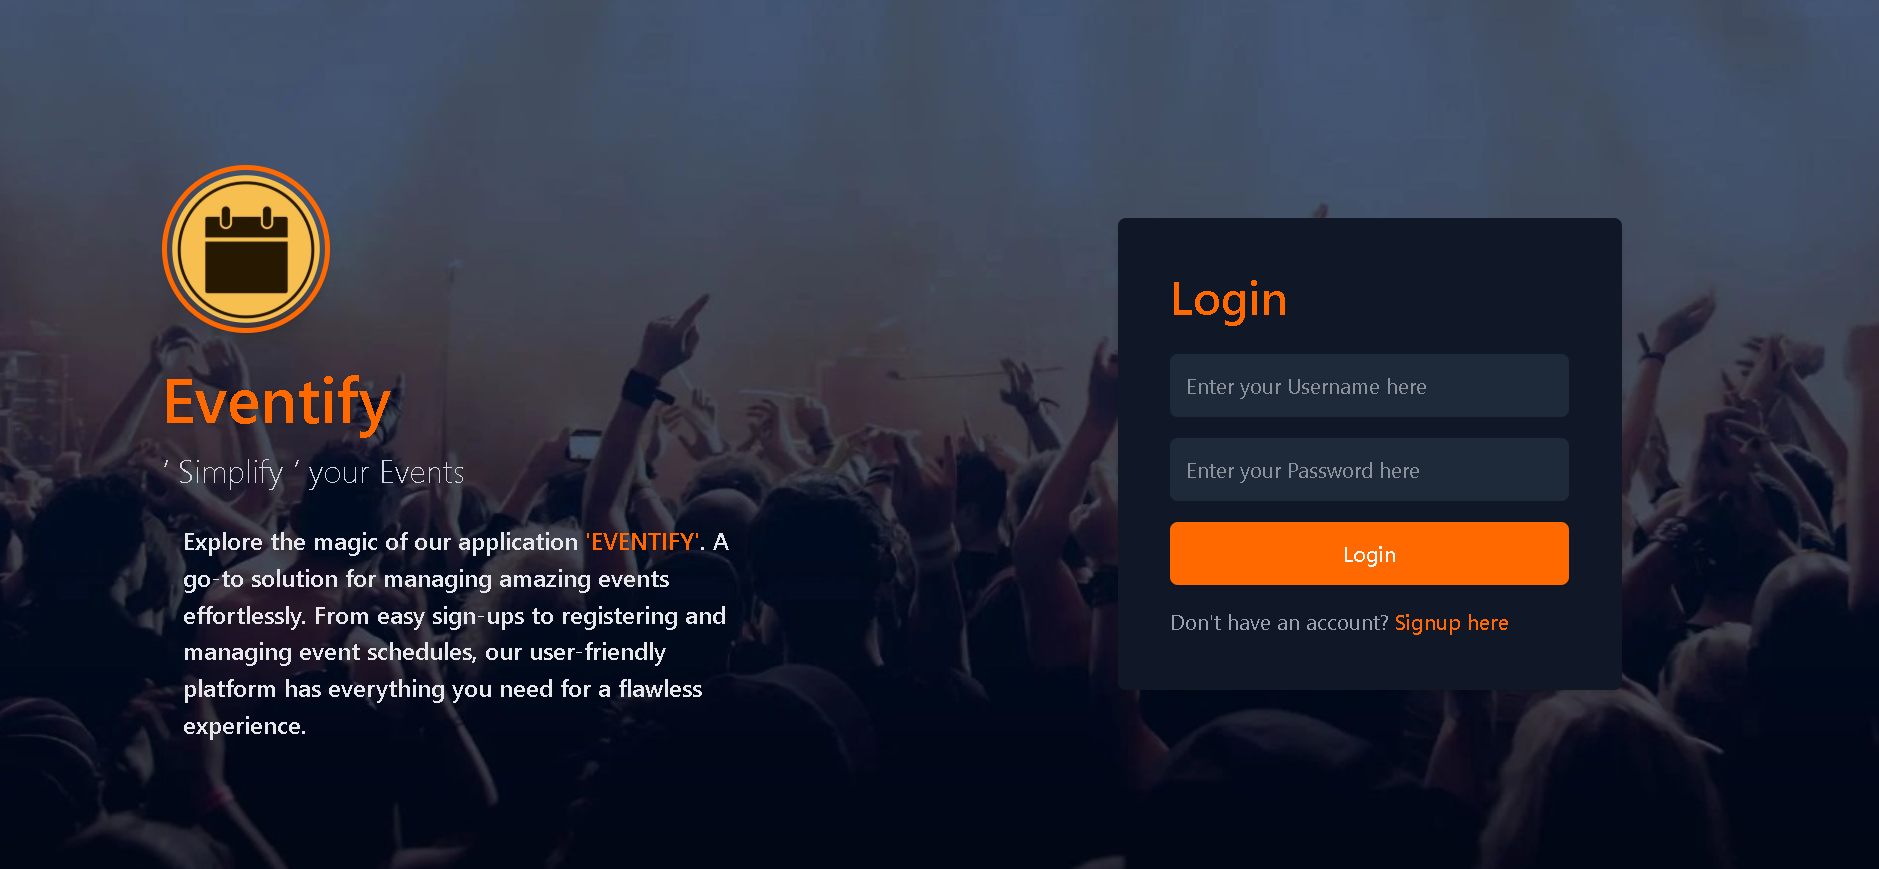 Eventify
' Simplify ' your Events
Explore the magic of our application 'EVENTIFY'. A
go-to solution for managing amazing events
effortlessly. From easy sign-ups to registering and
managing event schedules, our user-friendly
platform has everything you need for a flawless
experience.
Login
Enter your Username here
Enter your Password here
Login
Don't have an account? Signup here